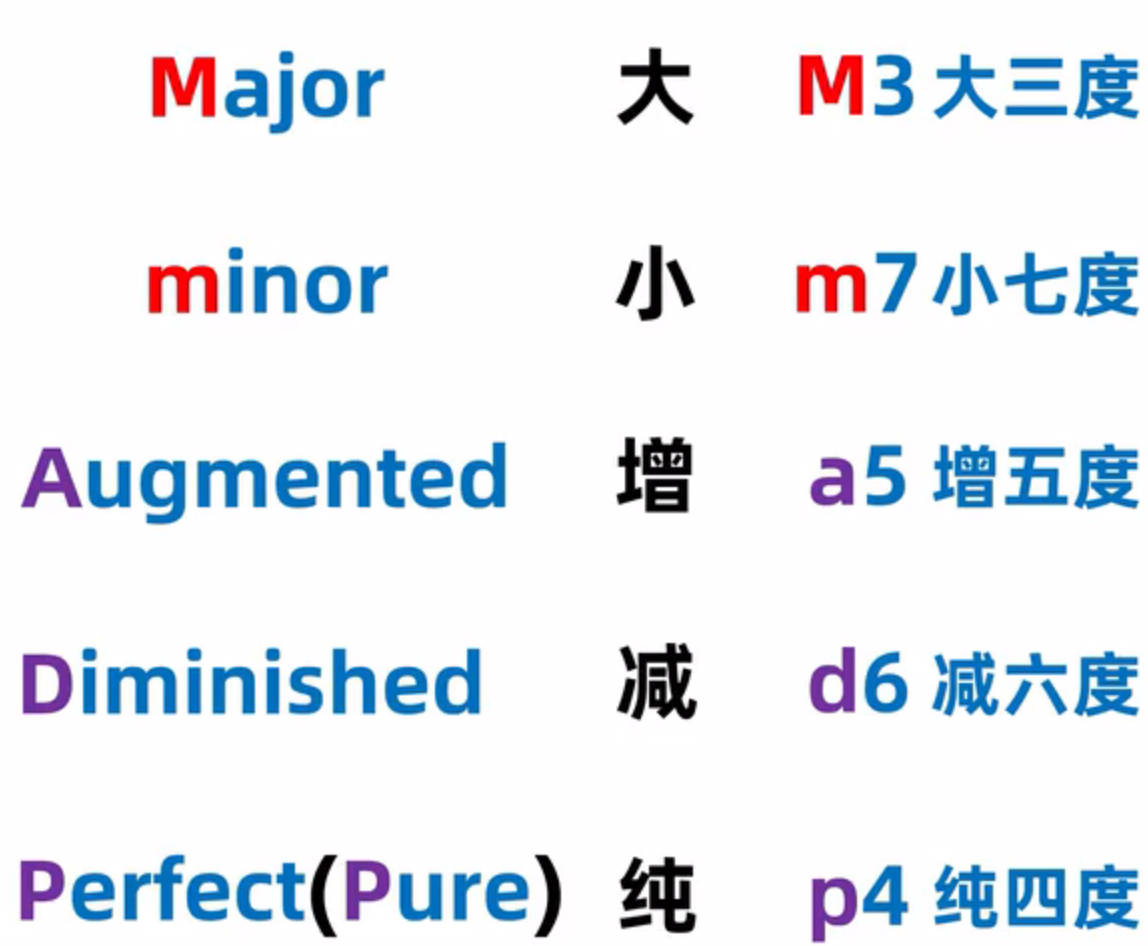 Major 大 M3 大三度
minor 小 m7 小七度
Augmented 增 a5 增五度
Diminished 减 d6 减六度
Perfect(Pure) 纯 p4 纯四度